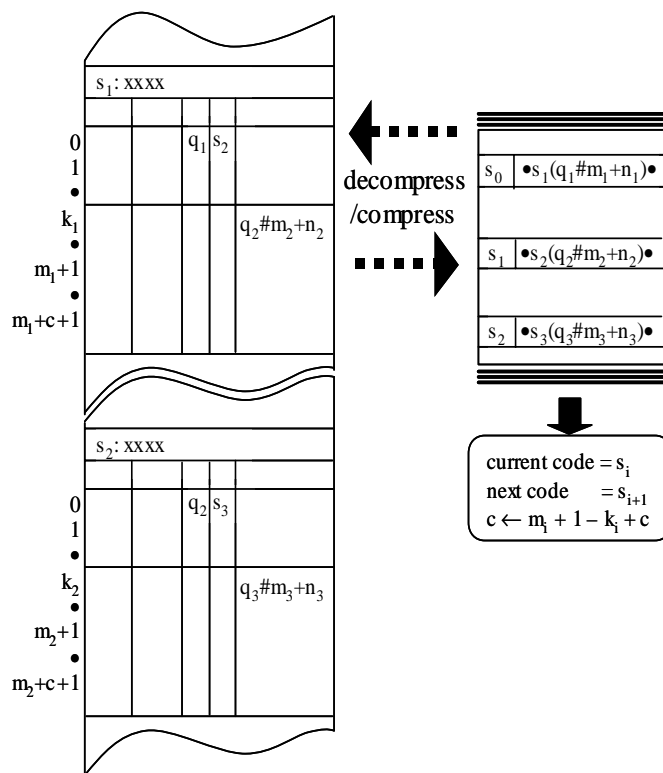 s₁: xxxx
0
q₁ s₂
1
•
k₁
q₂#m₂+n₂
•
m₁+1
•
m₁+c+1
s₂: xxxx
0
q₂ s₃
1
•
k₂
q₃#m₃+n₃
•
m₂+1
•
m₂+c+1
decompress
/compress
s₀ •s₁(q₁#m₁+n₁)•
s₁ •s₂(q₂#m₂+n₂)•
s₂ •s₃(q₃#m₃+n₃)•
current code = sᵢ
next code = sᵢ₊₁
c ← mᵢ + 1 − kᵢ + c